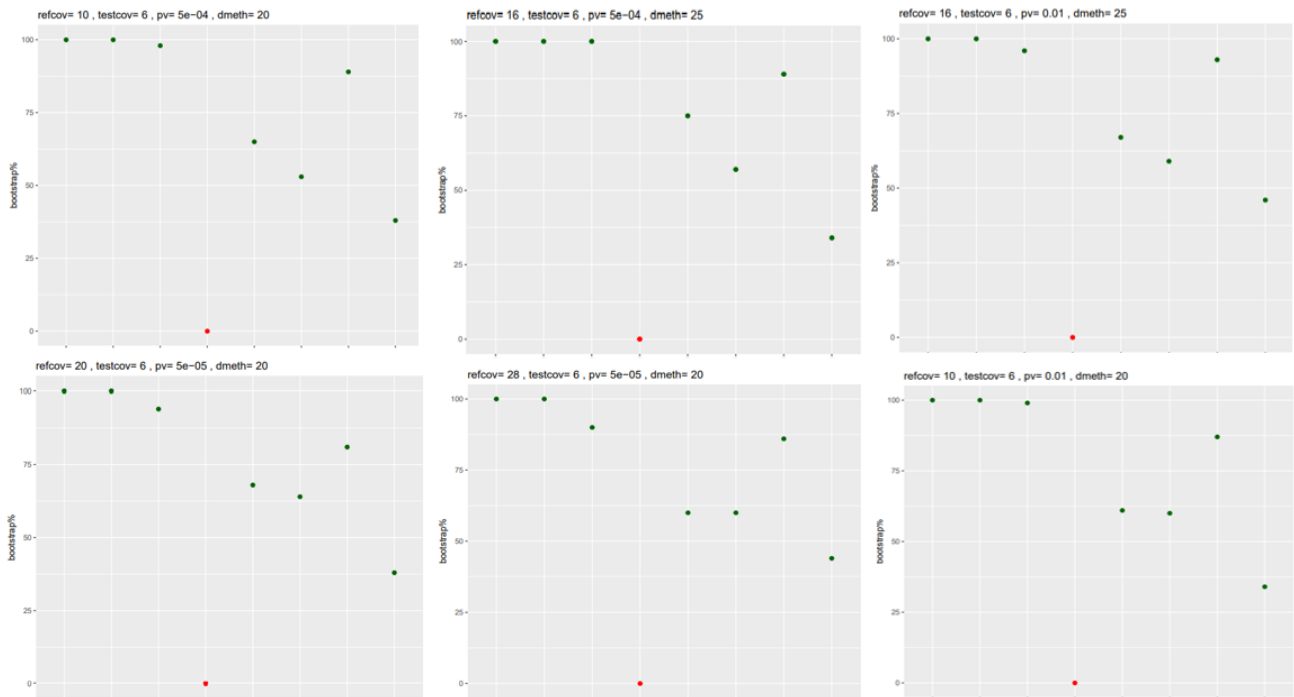 refcov= 10 , testcov= 6 , pv= 5e−04 , dmeth= 20
100
75
50
25
0
bootstrap%
refcov= 16 , testcov= 6 , pv= 5e−04 , dmeth= 25
100
75
50
25
0
bootstrap%
refcov= 16 , testcov= 6 , pv= 0.01 , dmeth= 25
100
75
50
25
0
bootstrap%
refcov= 20 , testcov= 6 , pv= 5e−05 , dmeth= 20
100
75
50
25
0
bootstrap%
refcov= 28 , testcov= 6 , pv= 5e−05 , dmeth= 20
100
75
50
25
0
bootstrap%
refcov= 10 , testcov= 6 , pv= 0.01 , dmeth= 20
100
75
50
25
0
bootstrap%